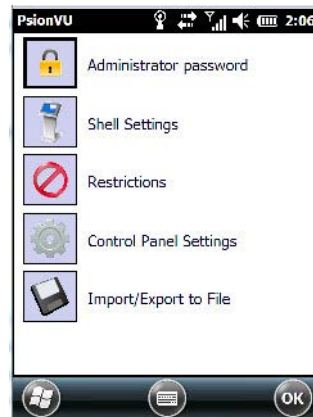 PsionVU 2:06
Administrator password
Shell Settings
Restrictions
Control Panel Settings
Import/Export to File
OK